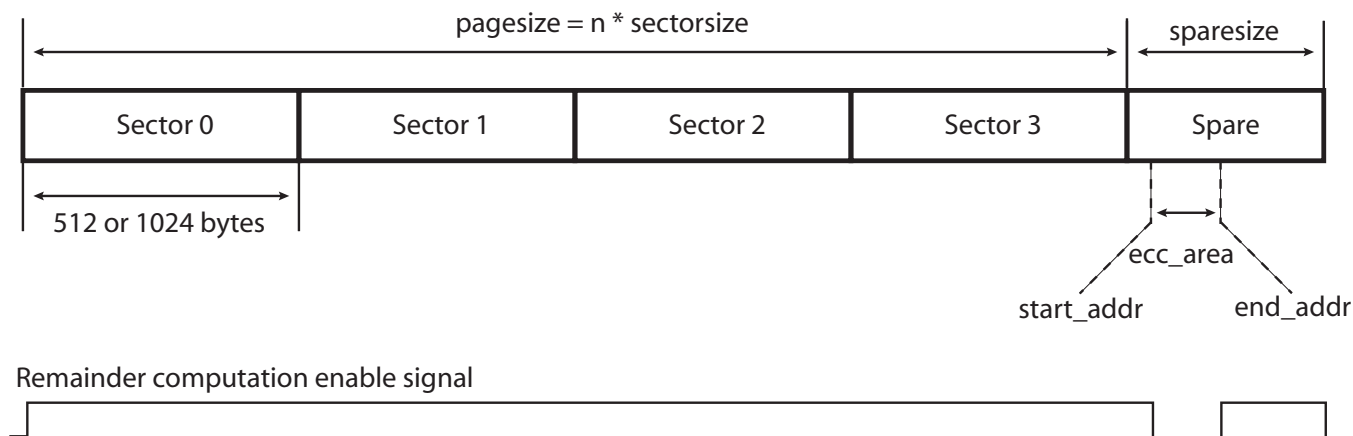 pagesize = n * sectorsize
sparesize
Sector 0
Sector 1
Sector 2
Sector 3
Spare
512 or 1024 bytes
ecc_area
start_addr
end_addr
Remainder computation enable signal